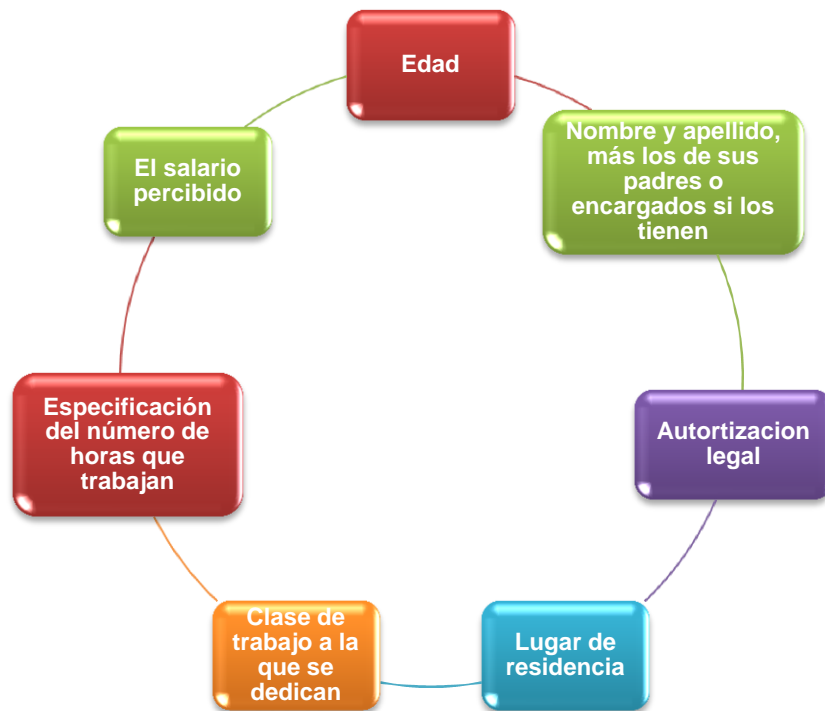 Edad
Nombre y apellido,
más los de sus
padres o
encargados si los
tienen
Autortizacion
legal
Lugar de
residencia
Clase de
trabajo a la
que se
dedican
Especificación
del número de
horas que
trabajan
El salario
percibido